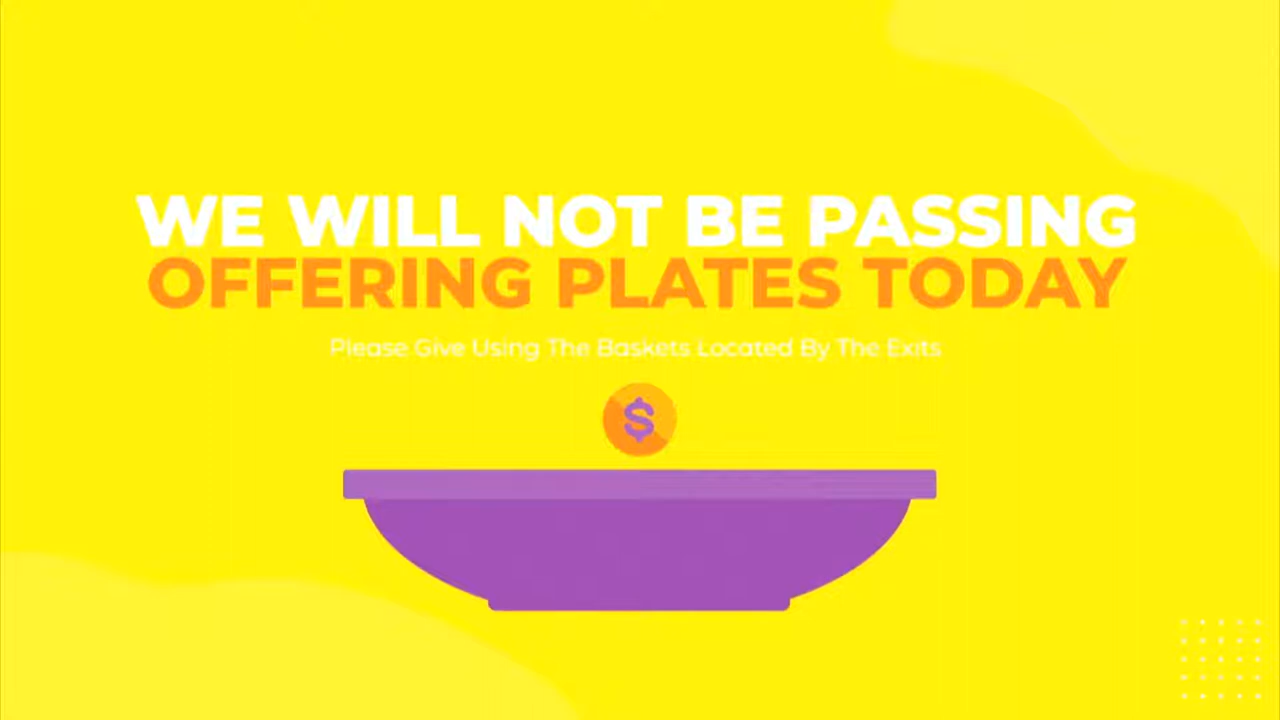 WE WILL NOT BE PASSING
OFFERING PLATES TODAY
Please Give Using The Baskets Located By The Exits
$